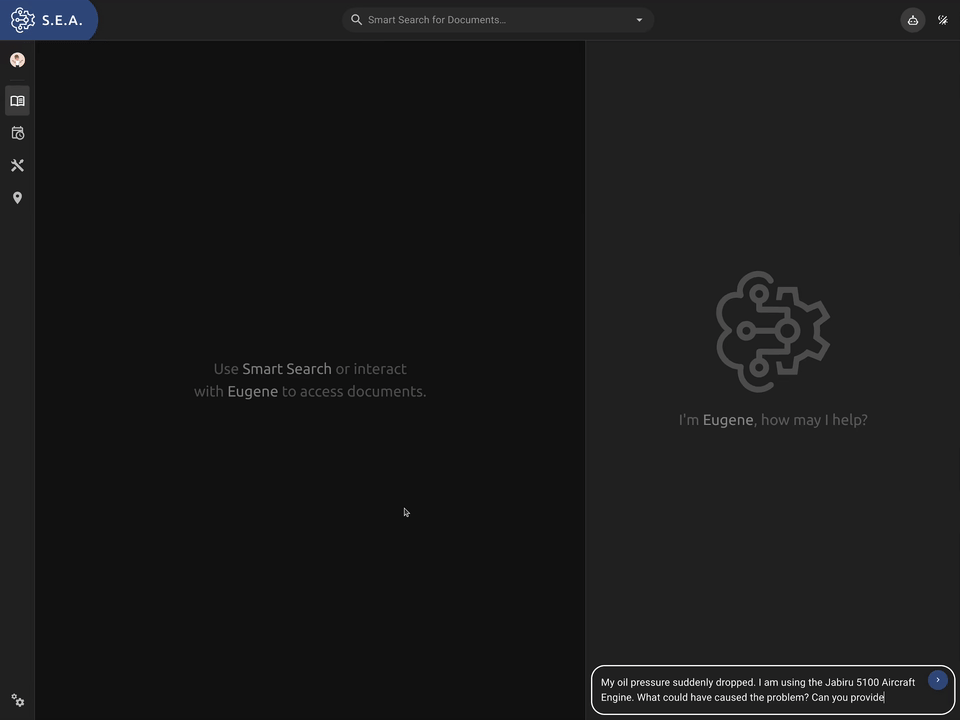 S.E.A.
Smart Search for Documents...
Use Smart Search or interact
with Eugene to access documents.
I'm Eugene, how may I help?
My oil pressure suddenly dropped. I am using the Jabiru 5100 Aircraft
Engine. What could have caused the problem? Can you provide